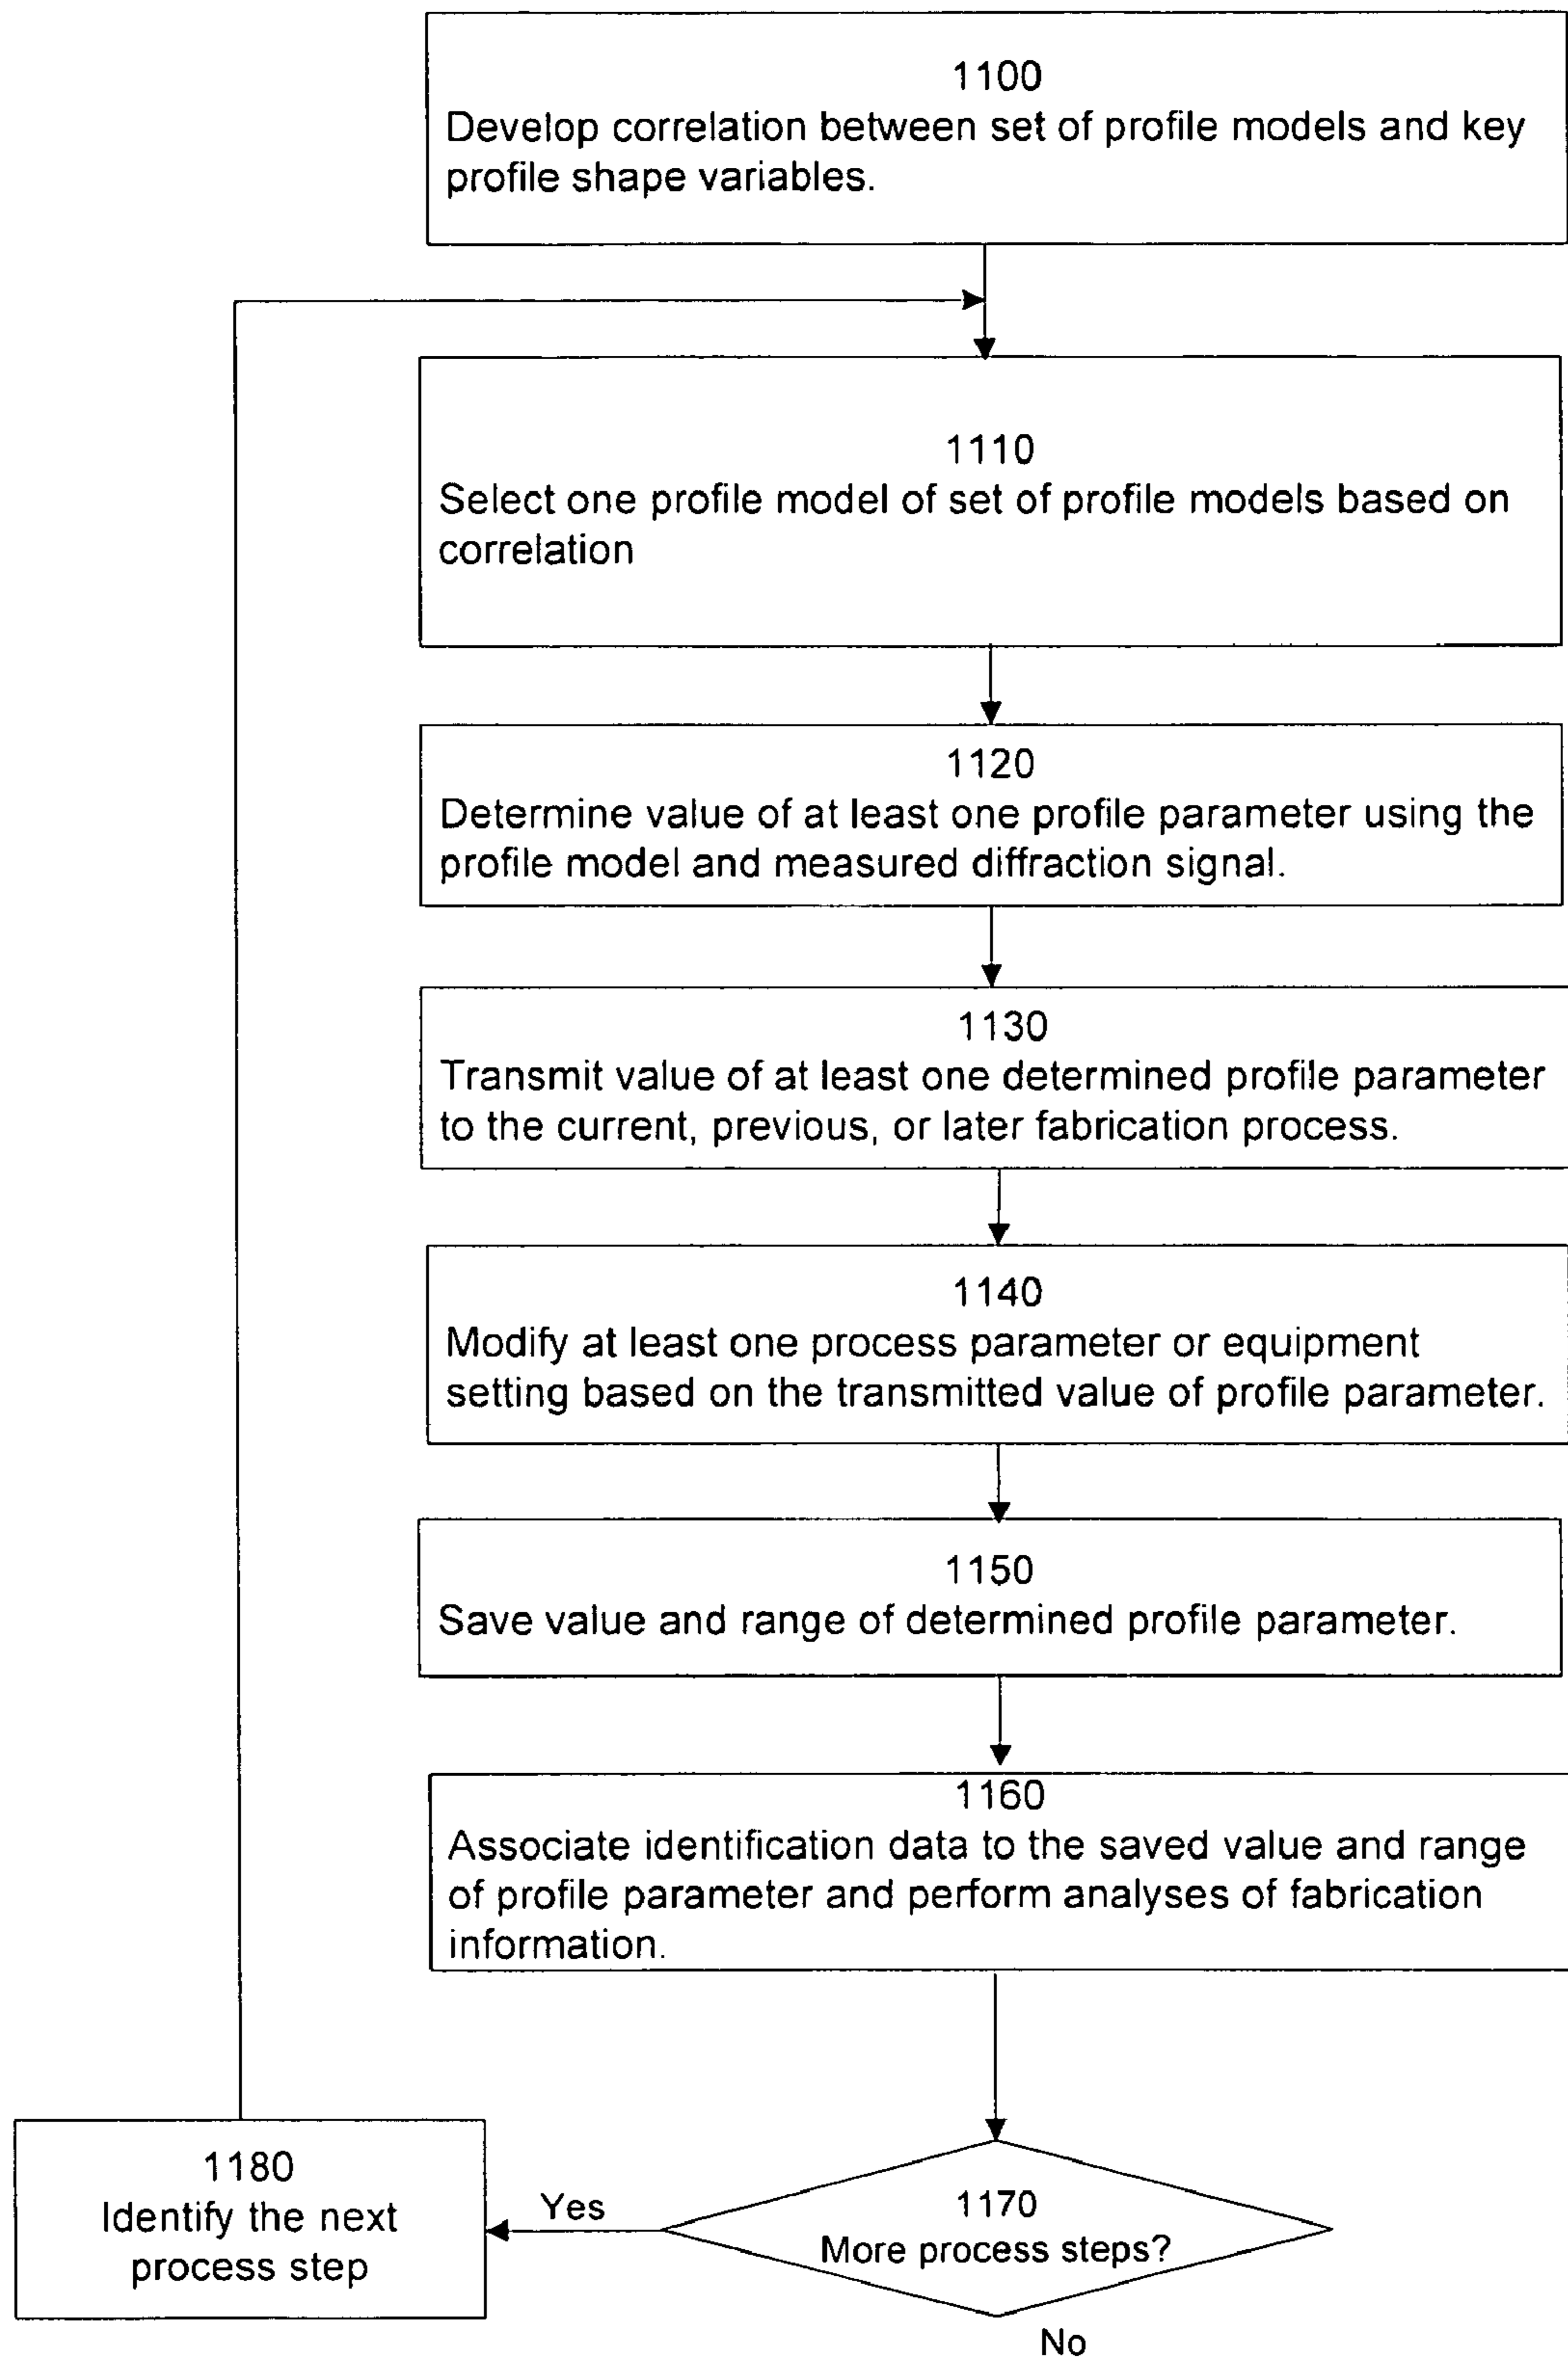 1100
Develop correlation between set of profile models and key
profile shape variables.
1110
Select one profile model of set of profile models based on
correlation
1120
Determine value of at least one profile parameter using the
profile model and measured diffraction signal.
1130
Transmit value of at least one determined profile parameter
to the current, previous, or later fabrication process.
1140
Modify at least one process parameter or equipment
setting based on the transmitted value of profile parameter.
1150
Save value and range of determined profile parameter.
1160
Associate identification data to the saved value and range
of profile parameter and perform analyses of fabrication
information.
1170
More process steps?
Yes
1180
Identify the next
process step
No